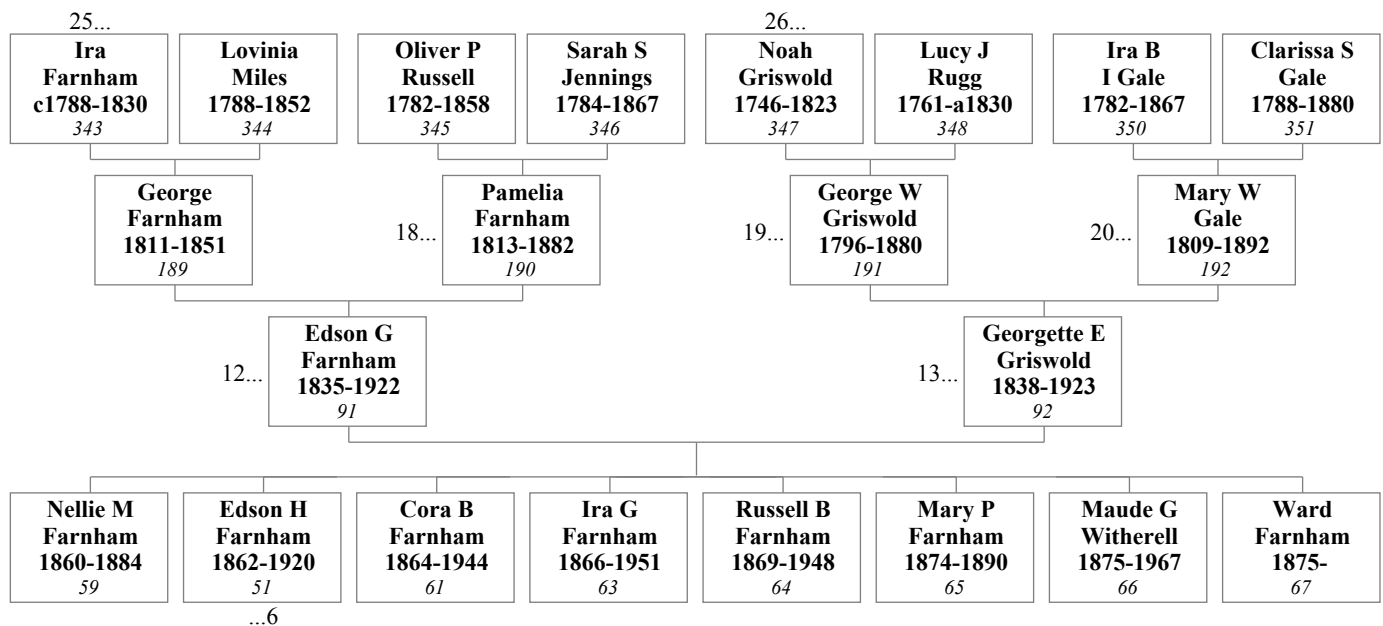 25...
26...
Ira
Farnham
c1788-1830
343
Lovinia
Miles
1788-1852
344
Oliver P
Russell
1782-1858
345
Sarah S
Jennings
1784-1867
346
Noah
Griswold
1746-1823
347
Lucy J
Rugg
1761-a1830
348
Ira B
I Gale
1782-1867
350
Clarissa S
Gale
1788-1880
351
George
Farnham
1811-1851
189
18...
Pamelia
Farnham
1813-1882
190
19...
George W
Griswold
1796-1880
191
20...
Mary W
Gale
1809-1892
192
12...
Edson G
Farnham
1835-1922
91
13...
Georgette E
Griswold
1838-1923
92
Nellie M
Farnham
1860-1884
59
Edson H
Farnham
1862-1920
51
Cora B
Farnham
1864-1944
61
Ira G
Farnham
1866-1951
63
Russell B
Farnham
1869-1948
64
Mary P
Farnham
1874-1890
65
Maude G
Witherell
1875-1967
66
Ward
Farnham
1875-
67
...6